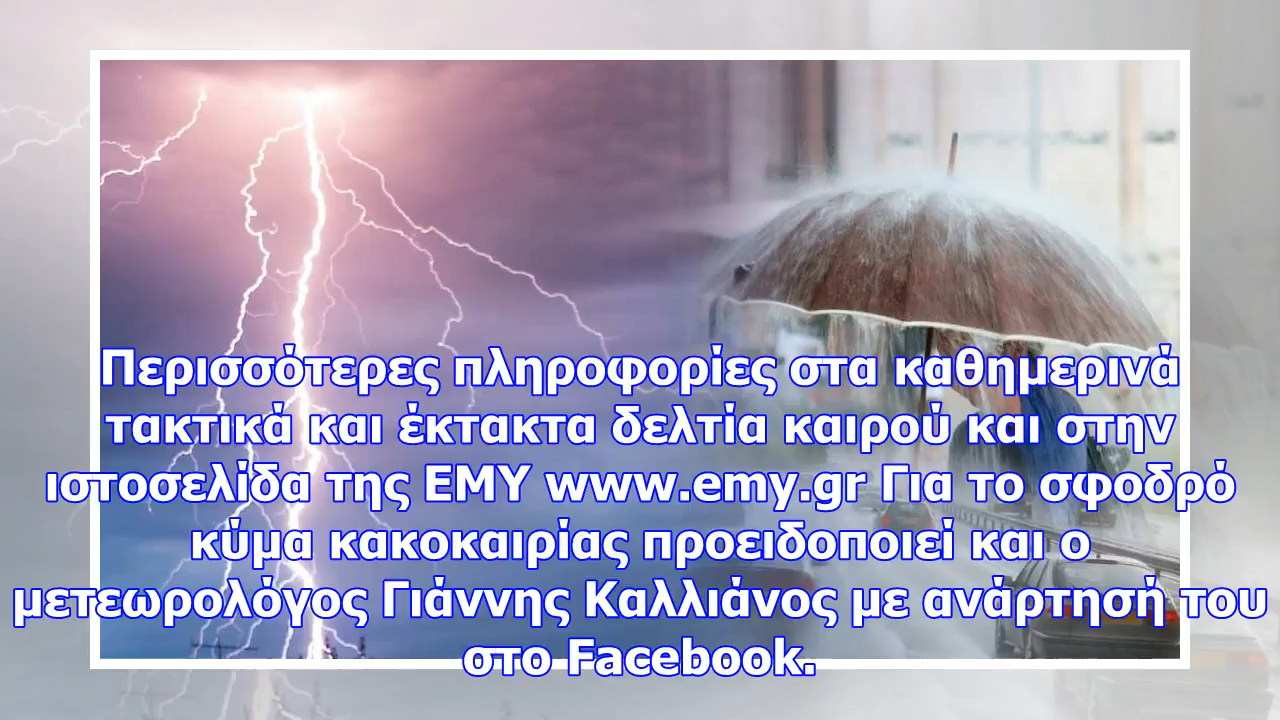 Περισσότερες πληροφορίες στα καθημερινά
τακτικά και έκτακτα δελτία καιρού και στην
ιστοσελίδα της ΕΜΥ www.emy.gr Για το σφοδρό
κύμα κακοκαιρίας προειδοποιεί και ο
μετεωρολόγος Γιάννης Καλλιάνος με ανάρτησή του
στο Facebook.